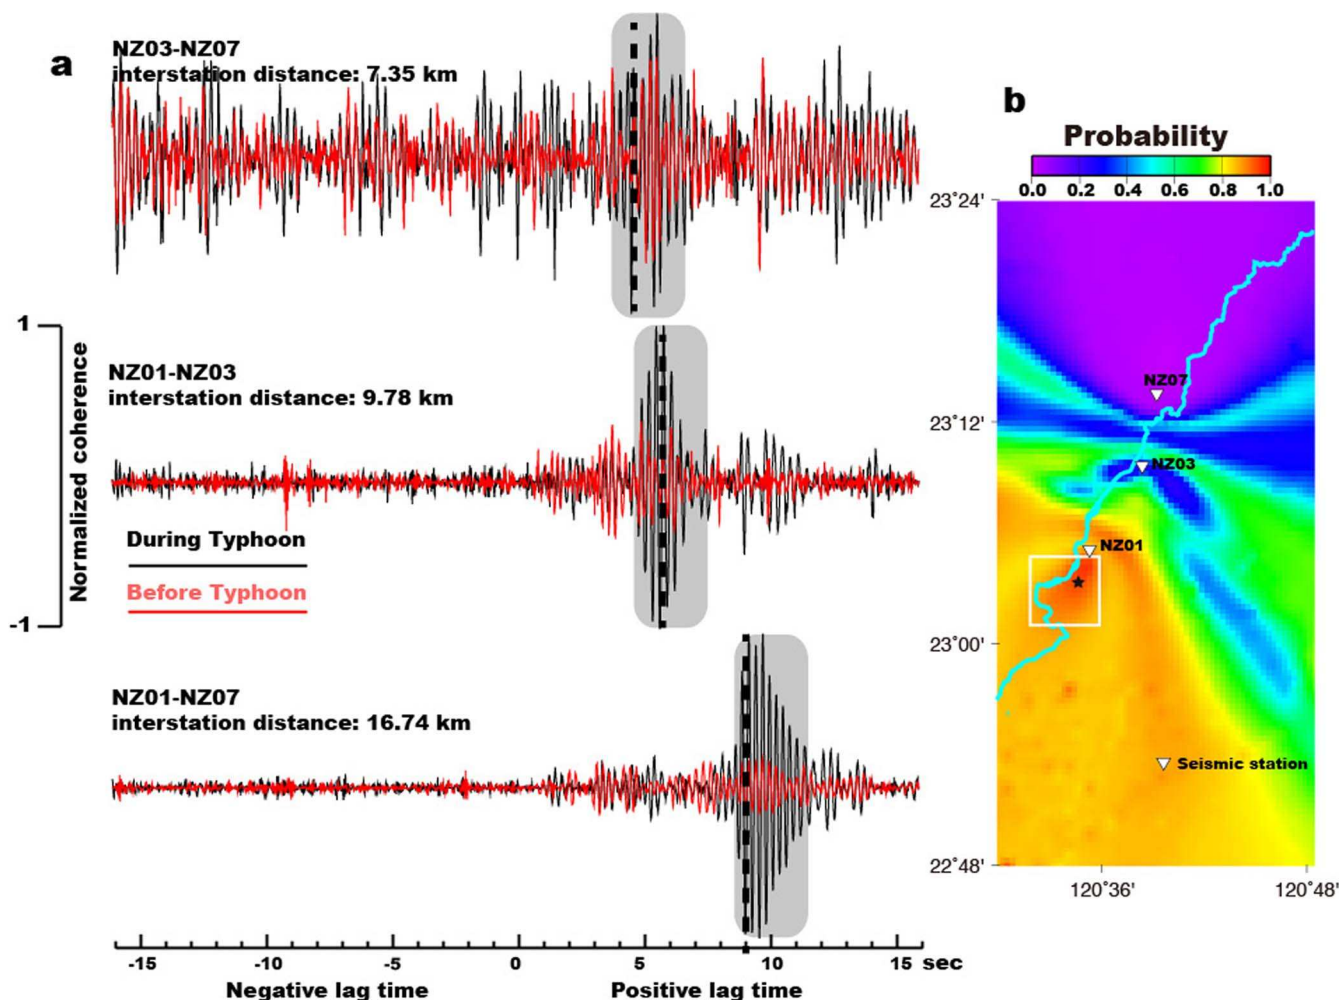 a
NZ03-NZ07
interstation distance: 7.35 km
1
Normalized coherence
-1
NZ01-NZ03
interstation distance: 9.78 km
During Typhoon
Before Typhoon
NZ01-NZ07
interstation distance: 16.74 km
-15 -10 -5 0 5 10 15 sec
Negative lag time Positive lag time
b
Probability
0.0 0.2 0.4 0.6 0.8 1.0
23˚24'
NZ07
23˚12'
NZ03
NZ01
23˚00'
Seismic station
22˚48'
120˚36' 120˚48'